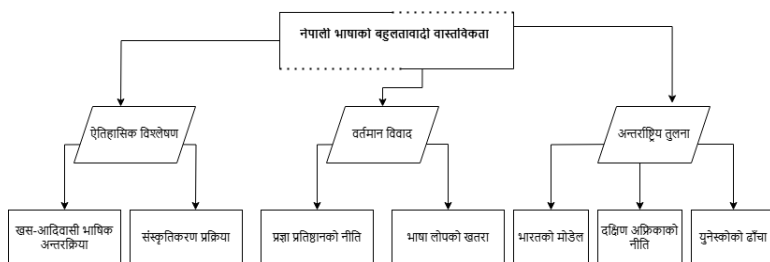 नेपाली भाषाको बहुलतावादी वास्तविकता
ऐतिहासिक विश्लेषण
वर्तमान विवाद
अन्तर्राष्ट्रिय तुलना
खस-आदिवासी भाषिक
अन्तरक्रिया
संस्कृतिकरण प्रक्रिया
प्रज्ञा प्रतिष्ठानको नीति
भाषा लोपको खतरा
भारतको मोडेल
दक्षिण अफ्रिकाको
नीति
युनेस्कोको ढाँचा